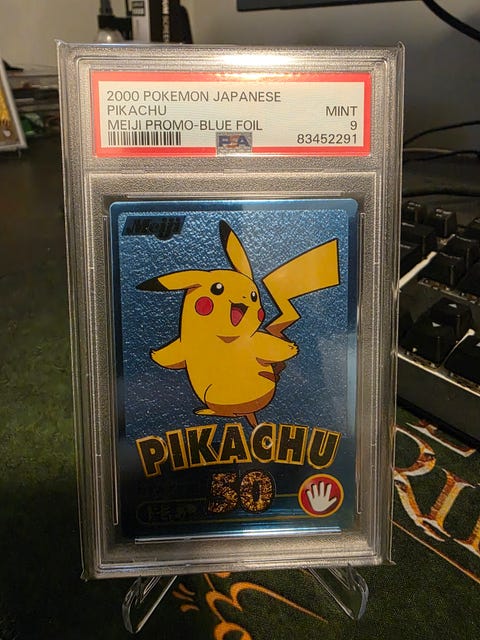 2000 POKEMON JAPANESE
PIKACHU MINT
MEIJI PROMO-BLUE FOIL 9
PSA 83452291
Meiji
PIKACHU
50